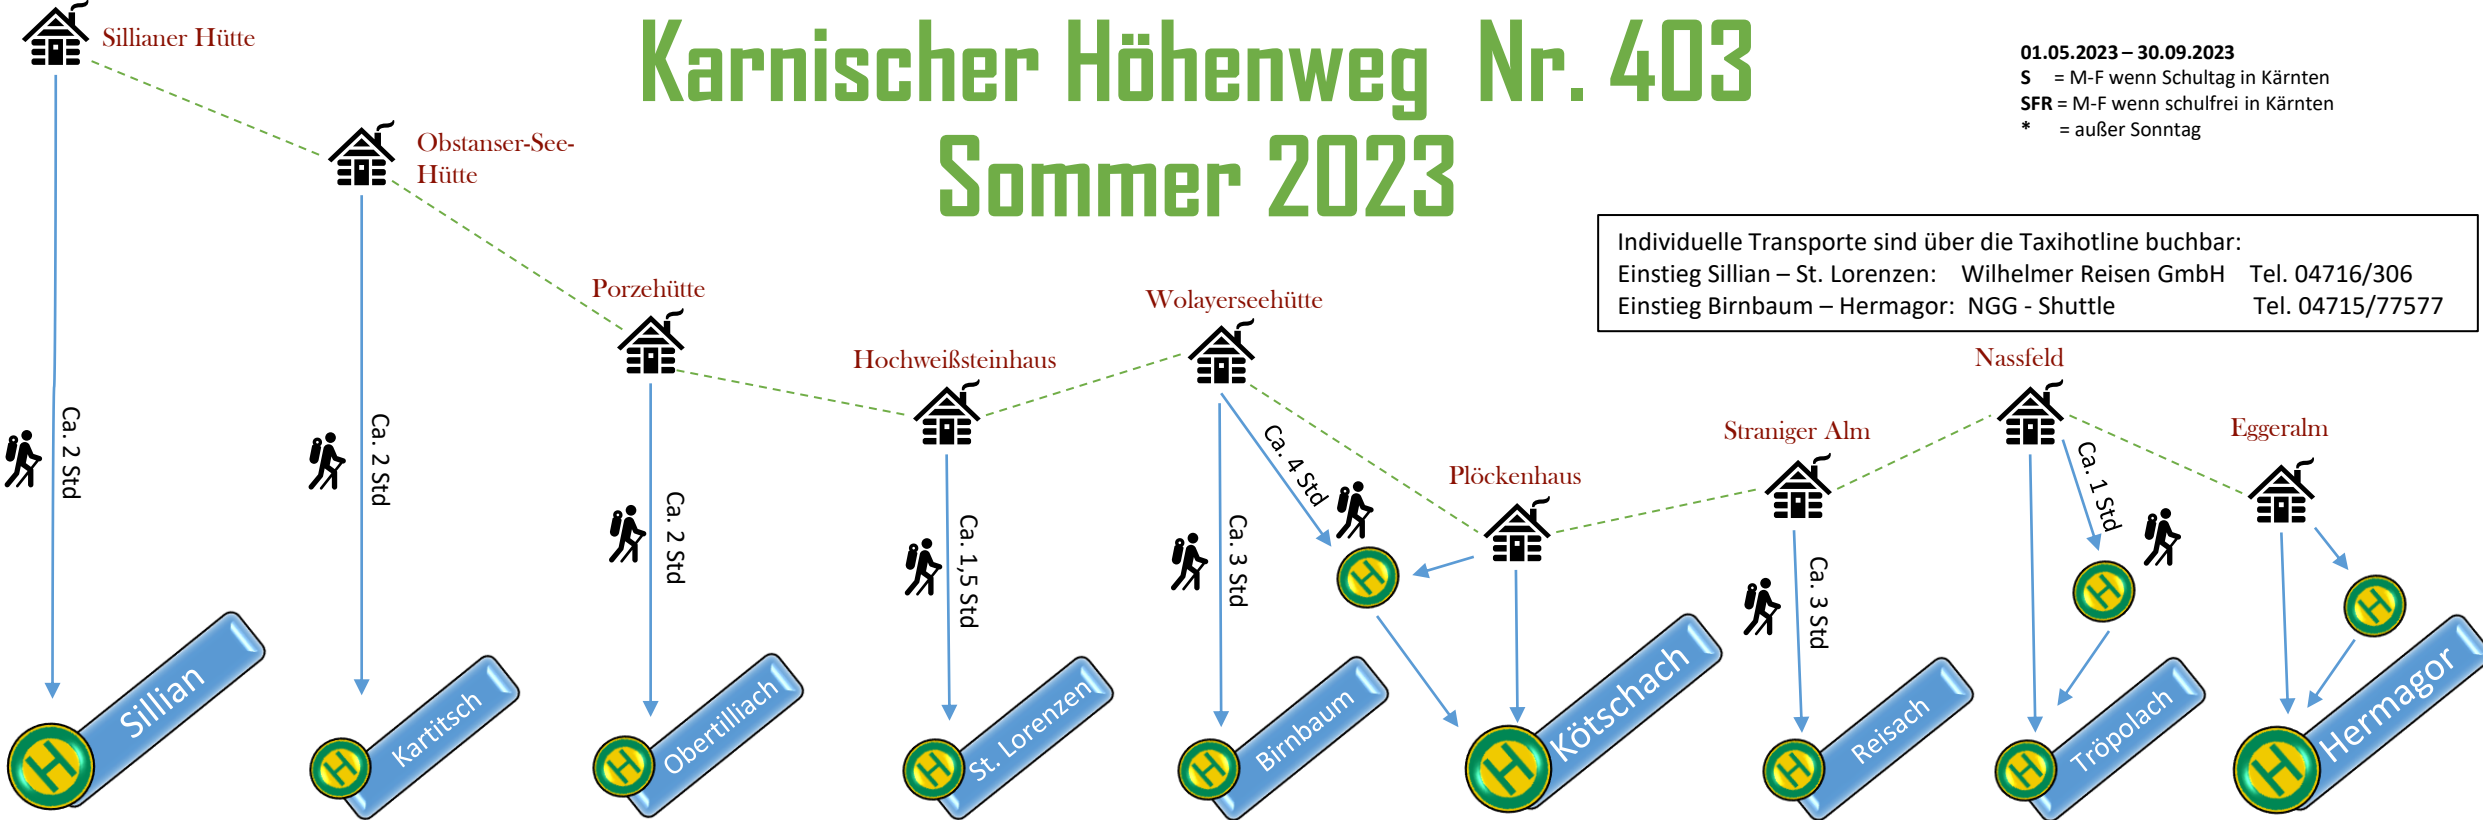 Karnischer Höhenweg Nr. 403
Sommer 2023
01.05.2023 – 30.09.2023
S = M-F wenn Schultag in Kärnten
SFR = M-F wenn schulfrei in Kärnten
* = außer Sonntag
Individuelle Transporte sind über die Taxihotline buchbar:
Einstieg Sillian – St. Lorenzen: Wilhelmer Reisen GmbH Tel. 04716/306
Einstieg Birnbaum – Hermagor: NGG - Shuttle Tel. 04715/77577
Sillianer Hütte
Obstanser-See-
Hütte
Porzehütte
Hochweißsteinhaus
Wolayerseehütte
Plöckenhaus
Straniger Alm
Nassfeld
Eggeralm
Ca. 2 Std
Ca. 2 Std
Ca. 2 Std
Ca. 1,5 Std
Ca. 3 Std
Ca. 4 Std
Ca. 3 Std
Ca. 1 Std
H
H
H
H Sillian
H Kartitsch
H Obertilliach
H St. Lorenzen
H Birnbaum
H Kötschach
H Reisach
H Tröpolach
H Hermagor